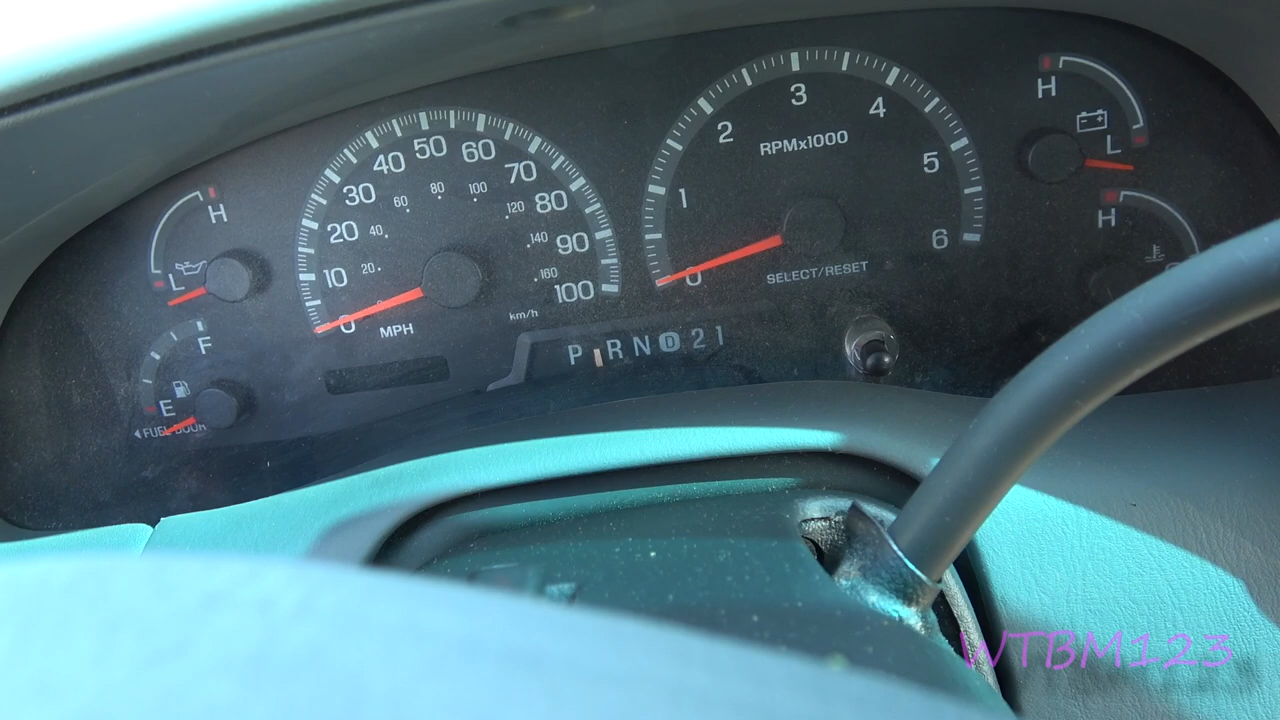 H
L
F
E
FUEL DOOR
0 10 20 30 40 50 60 70 80 90 100
20 40 60 80 100 120 140 160
MPH
km/h
0 1 2 3 4 5 6
RPMx1000
SELECT/RESET
P R N D 2 1
H
L
H
WTBM123